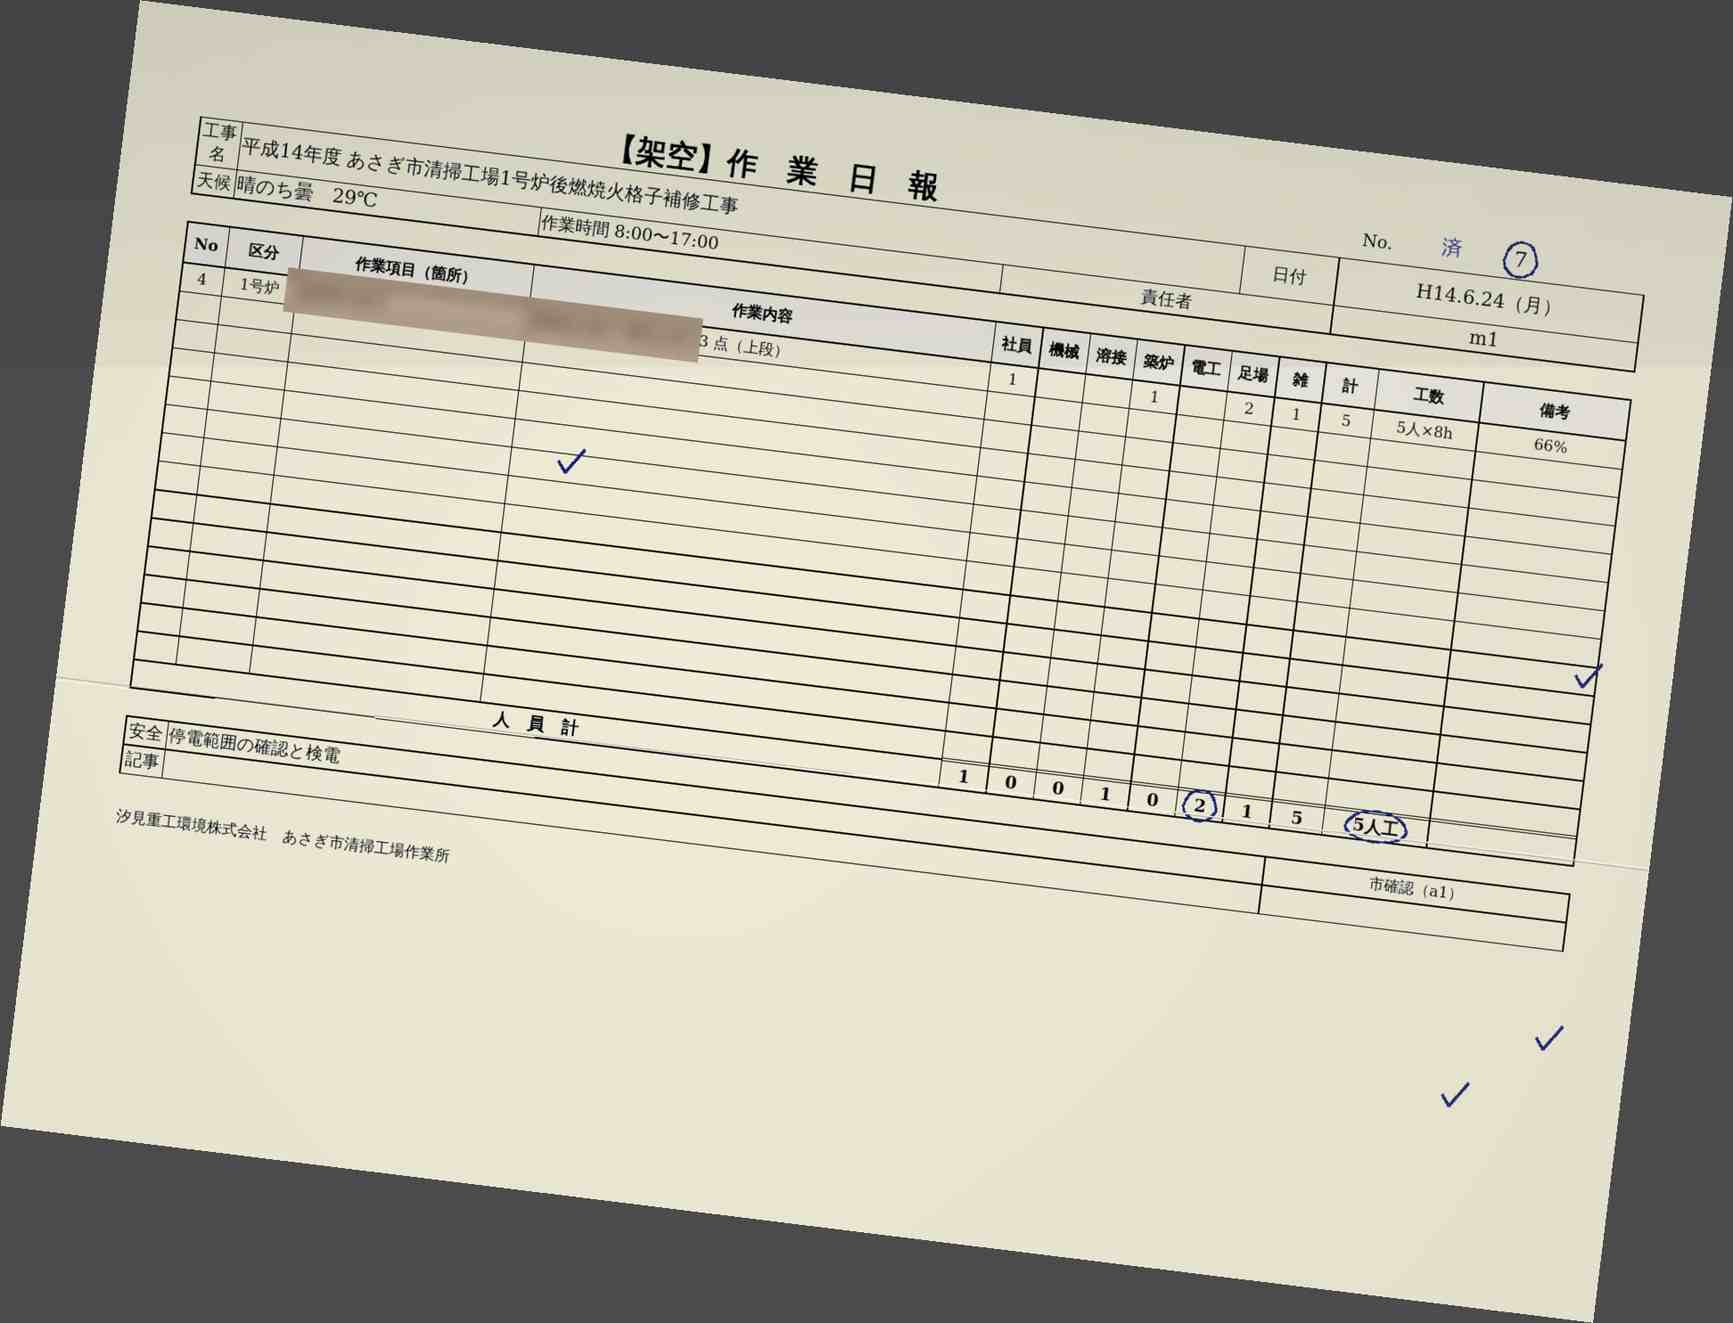 【架空】作 業 日 報
No. 済 7
工事名 平成14年度 あさぎ市清掃工場1号炉後燃焼火格子補修工事 日付 H14.6.24（月）
天候 晴のち曇 29℃ 作業時間 8:00〜17:00 責任者 m1
No 区分 作業項目（箇所） 作業内容 社員 機械 溶接 築炉 電工 足場 雑 計 工数 備考
4 1号炉 3 点（上段） 1 1 2 1 5 5人×8h 66%
人 員 計 1 0 0 1 0 2 1 5 5人工
安全 停電範囲の確認と検電 市確認（a1）
記事
汐見重工環境株式会社 あさぎ市清掃工場作業所